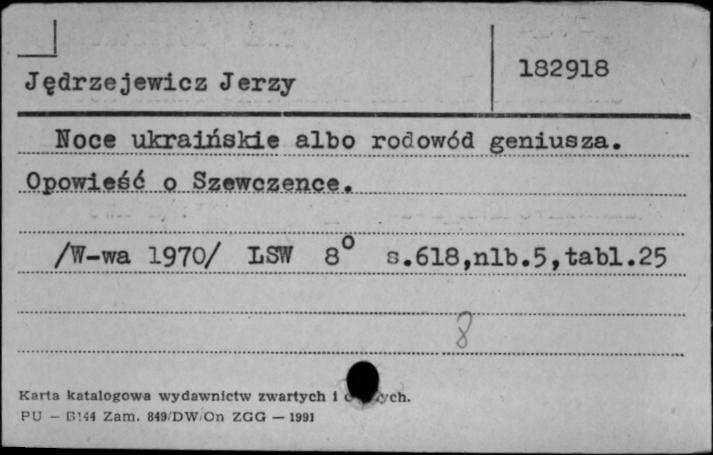 Jędrzejewicz Jerzy
182918
Noce ukraińskie albo rodowód geniusza.
Opowieść o Szewczence.
/W-wa 1970/ LSW 8° s.618,nlb.5,tabl.25
8
Karta katalogowa wydawnictw zwartych i
PU — B144 Zam. 849/DW/On ZGG — 1991